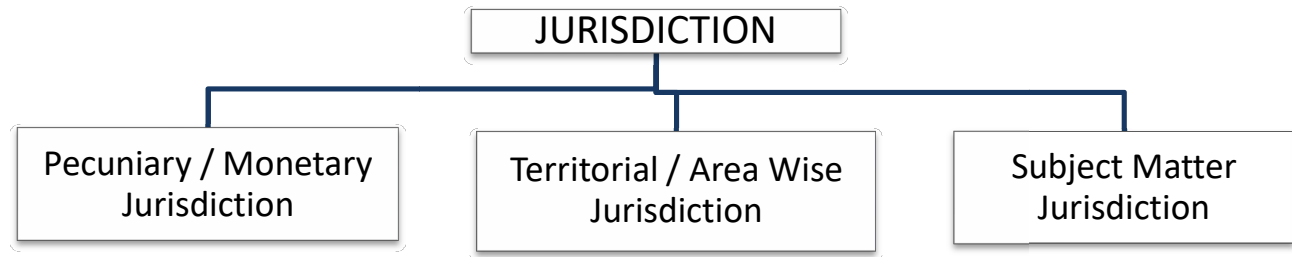 JURISDICTION
Pecuniary / Monetary
Jurisdiction
Territorial / Area Wise
Jurisdiction
Subject Matter
Jurisdiction